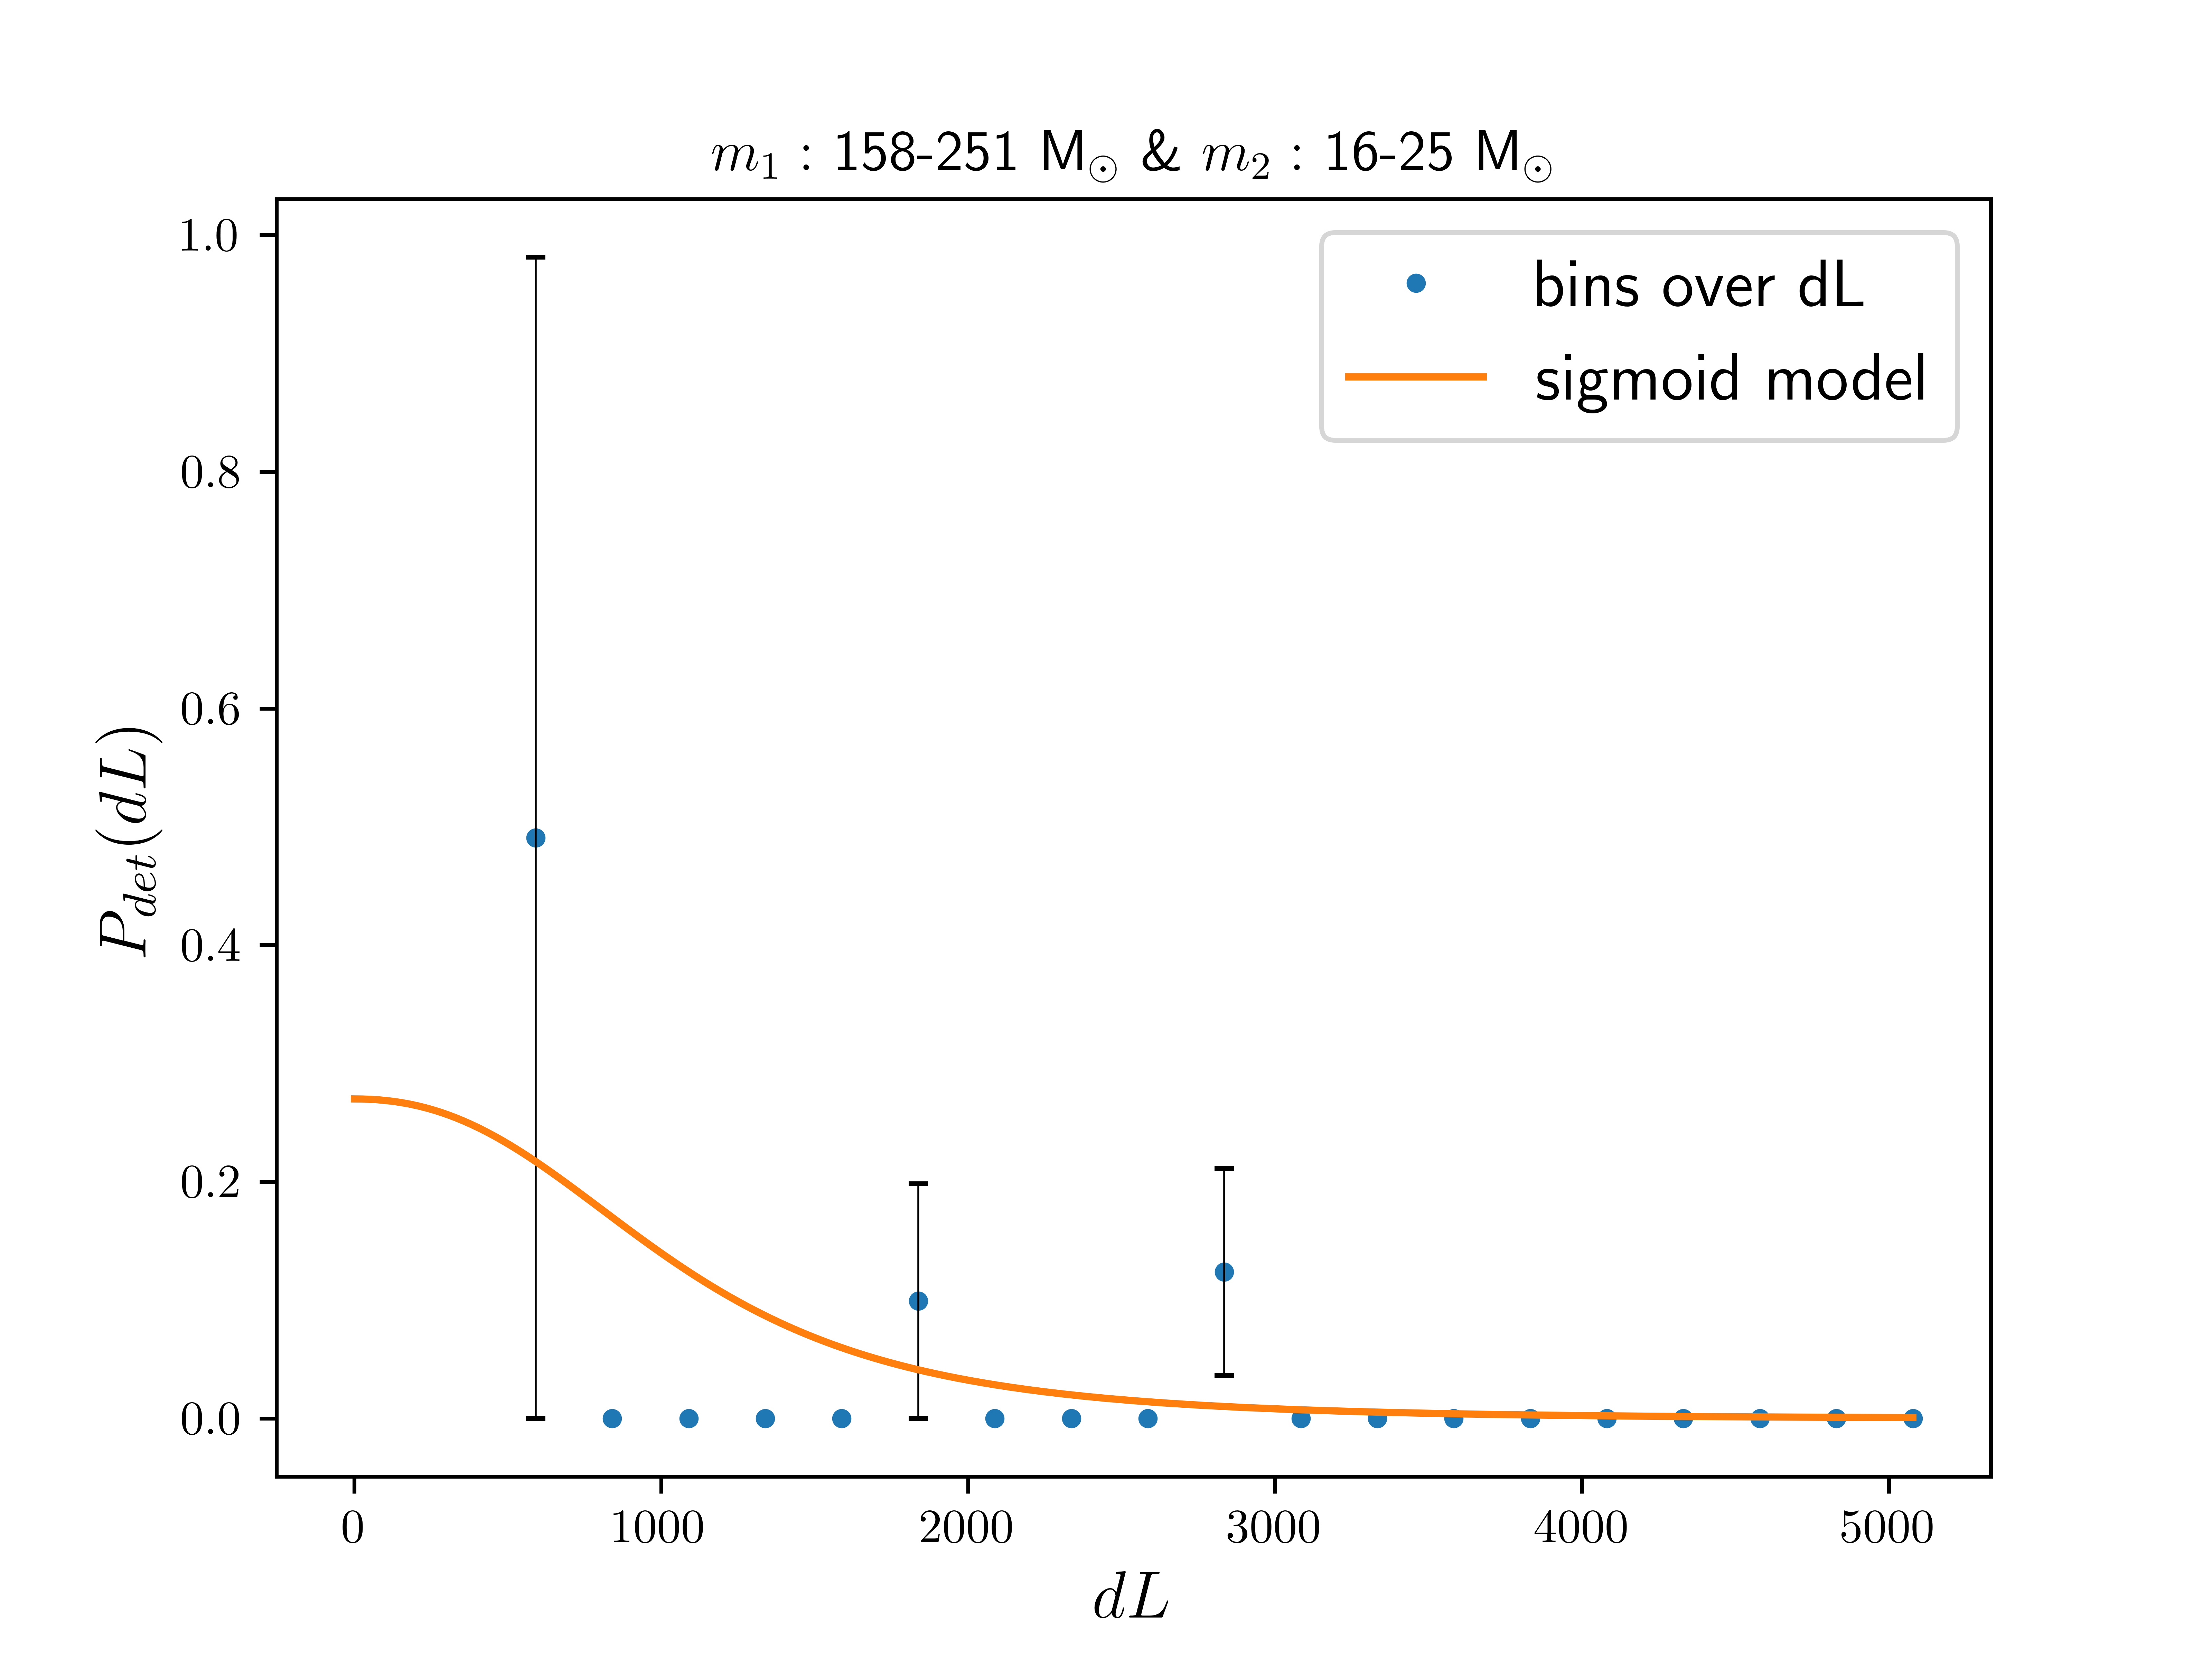 m₁ : 158-251 M⊙ & m₂ : 16-25 M⊙
bins over dL
sigmoid model
1.0
0.8
0.6
0.4
0.2
0.0
P_det(dL)
0 1000 2000 3000 4000 5000
dL